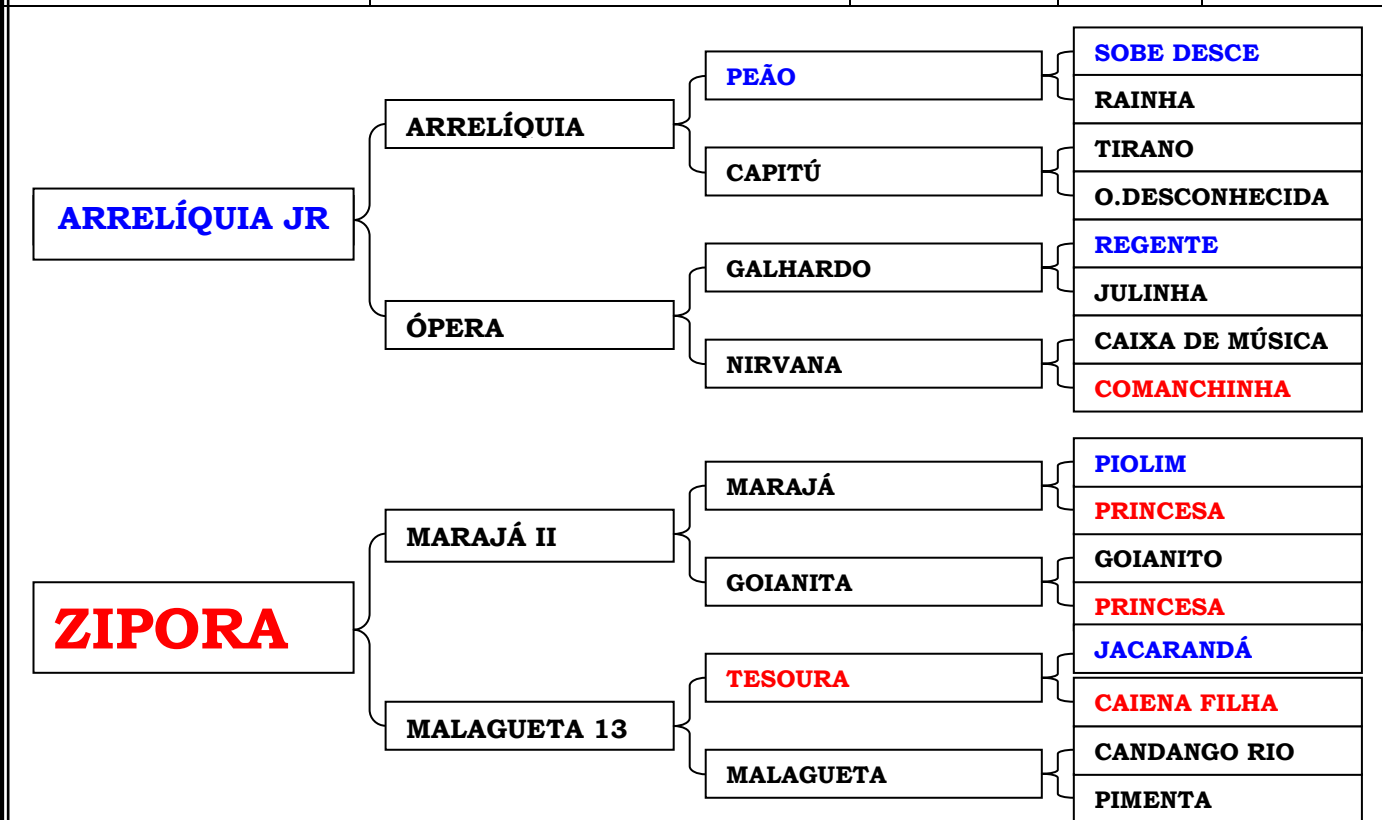 SOBE DESCE
PEÃO
RAINHA
ARRELÍQUIA
TIRANO
CAPITÚ
O.DESCONHECIDA
ARRELÍQUIA JR
REGENTE
GALHARDO
JULINHA
ÓPERA
CAIXA DE MÚSICA
NIRVANA
COMANCHINHA
PIOLIM
MARAJÁ
PRINCESA
MARAJÁ II
GOIANITO
GOIANITA
PRINCESA
ZIPORA
JACARANDÁ
TESOURA
CAIENA FILHA
MALAGUETA 13
CANDANGO RIO
MALAGUETA
PIMENTA